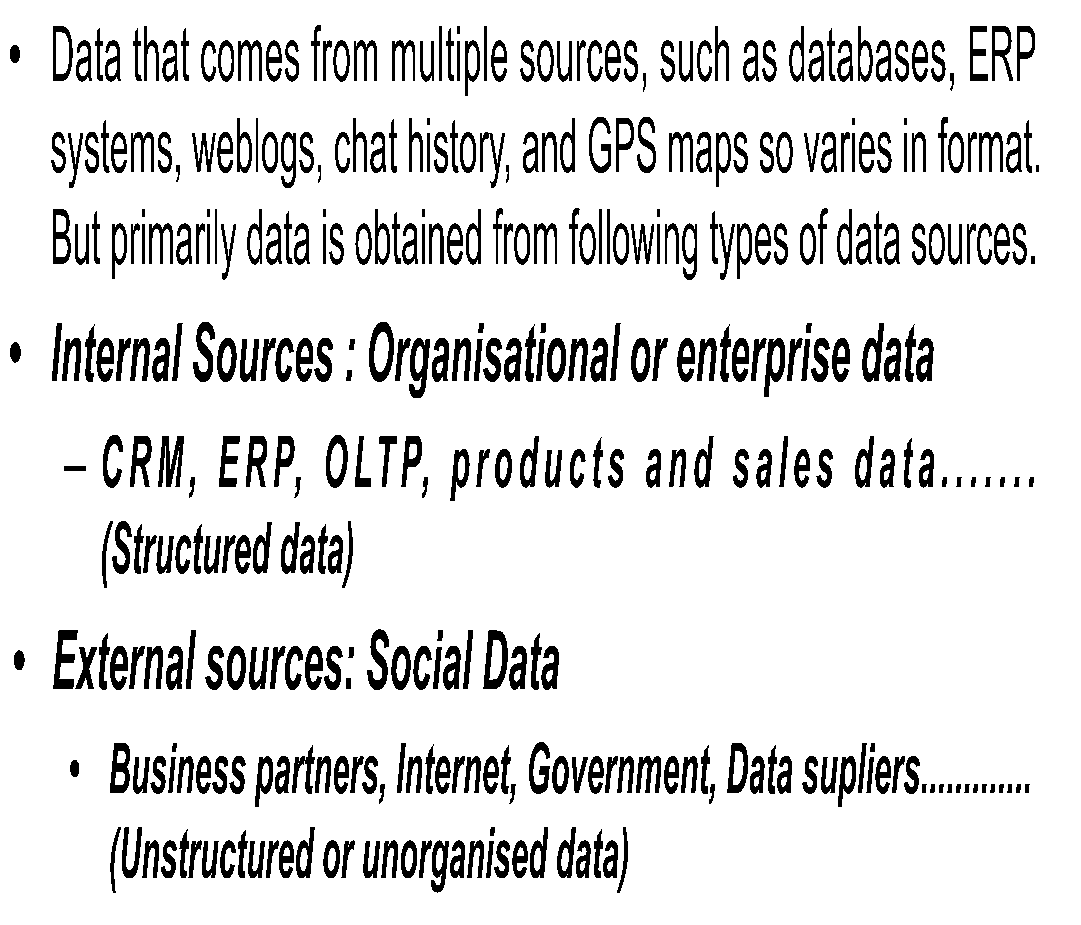 • Data that comes from multiple sources, such as databases, ERP
systems, weblogs, chat history, and GPS maps so varies in format.
But primarily data is obtained from following types of data sources.
• Internal Sources : Organisational or enterprise data
– CRM, ERP, OLTP, products and sales data.......
(Structured data)
• External sources: Social Data
• Business partners, Internet, Government, Data supliers.............
(Unstructured or unorganised data)